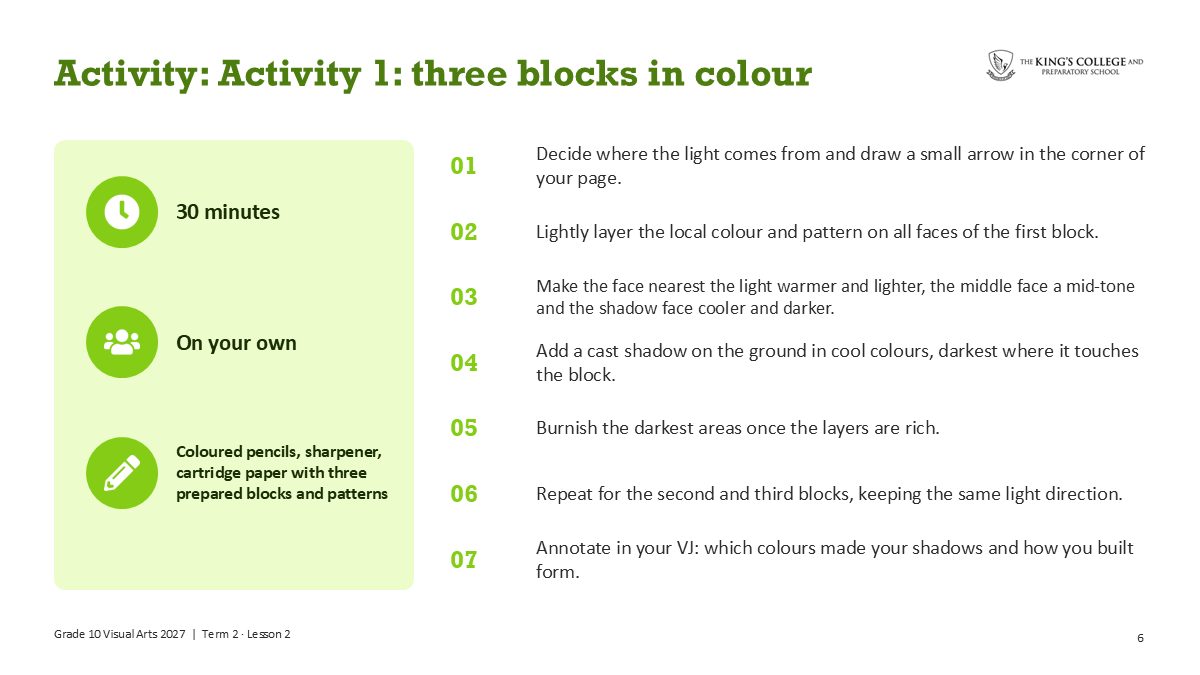 Activity: Activity 1: three blocks in colour
THE KING'S COLLEGE AND
PREPARATORY SCHOOL
30 minutes
On your own
Coloured pencils, sharpener,
cartridge paper with three
prepared blocks and patterns
01
Decide where the light comes from and draw a small arrow in the corner of
your page.
02
Lightly layer the local colour and pattern on all faces of the first block.
03
Make the face nearest the light warmer and lighter, the middle face a mid-tone
and the shadow face cooler and darker.
04
Add a cast shadow on the ground in cool colours, darkest where it touches
the block.
05
Burnish the darkest areas once the layers are rich.
06
Repeat for the second and third blocks, keeping the same light direction.
07
Annotate in your VJ: which colours made your shadows and how you built
form.
Grade 10 Visual Arts 2027 | Term 2 · Lesson 2
6